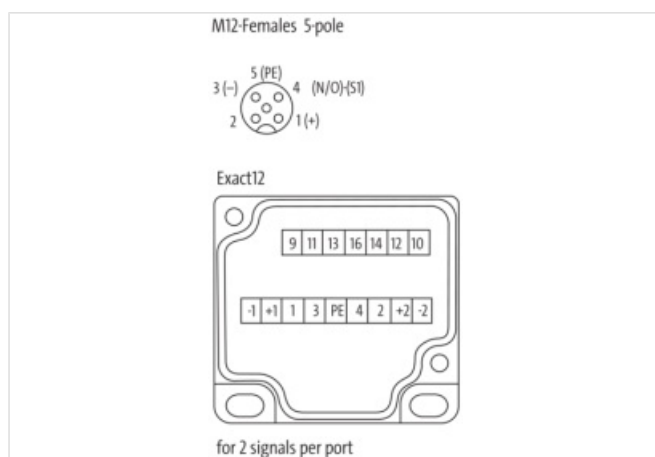 M12-Females 5-pole
5 (PE)
3 (–) 4 (N/O)-(S1)
2 1 (+)
Exact12
9 11 13 16 14 12 10
-1 +1 1 3 PE 4 2 +2 -2
for 2 signals per port